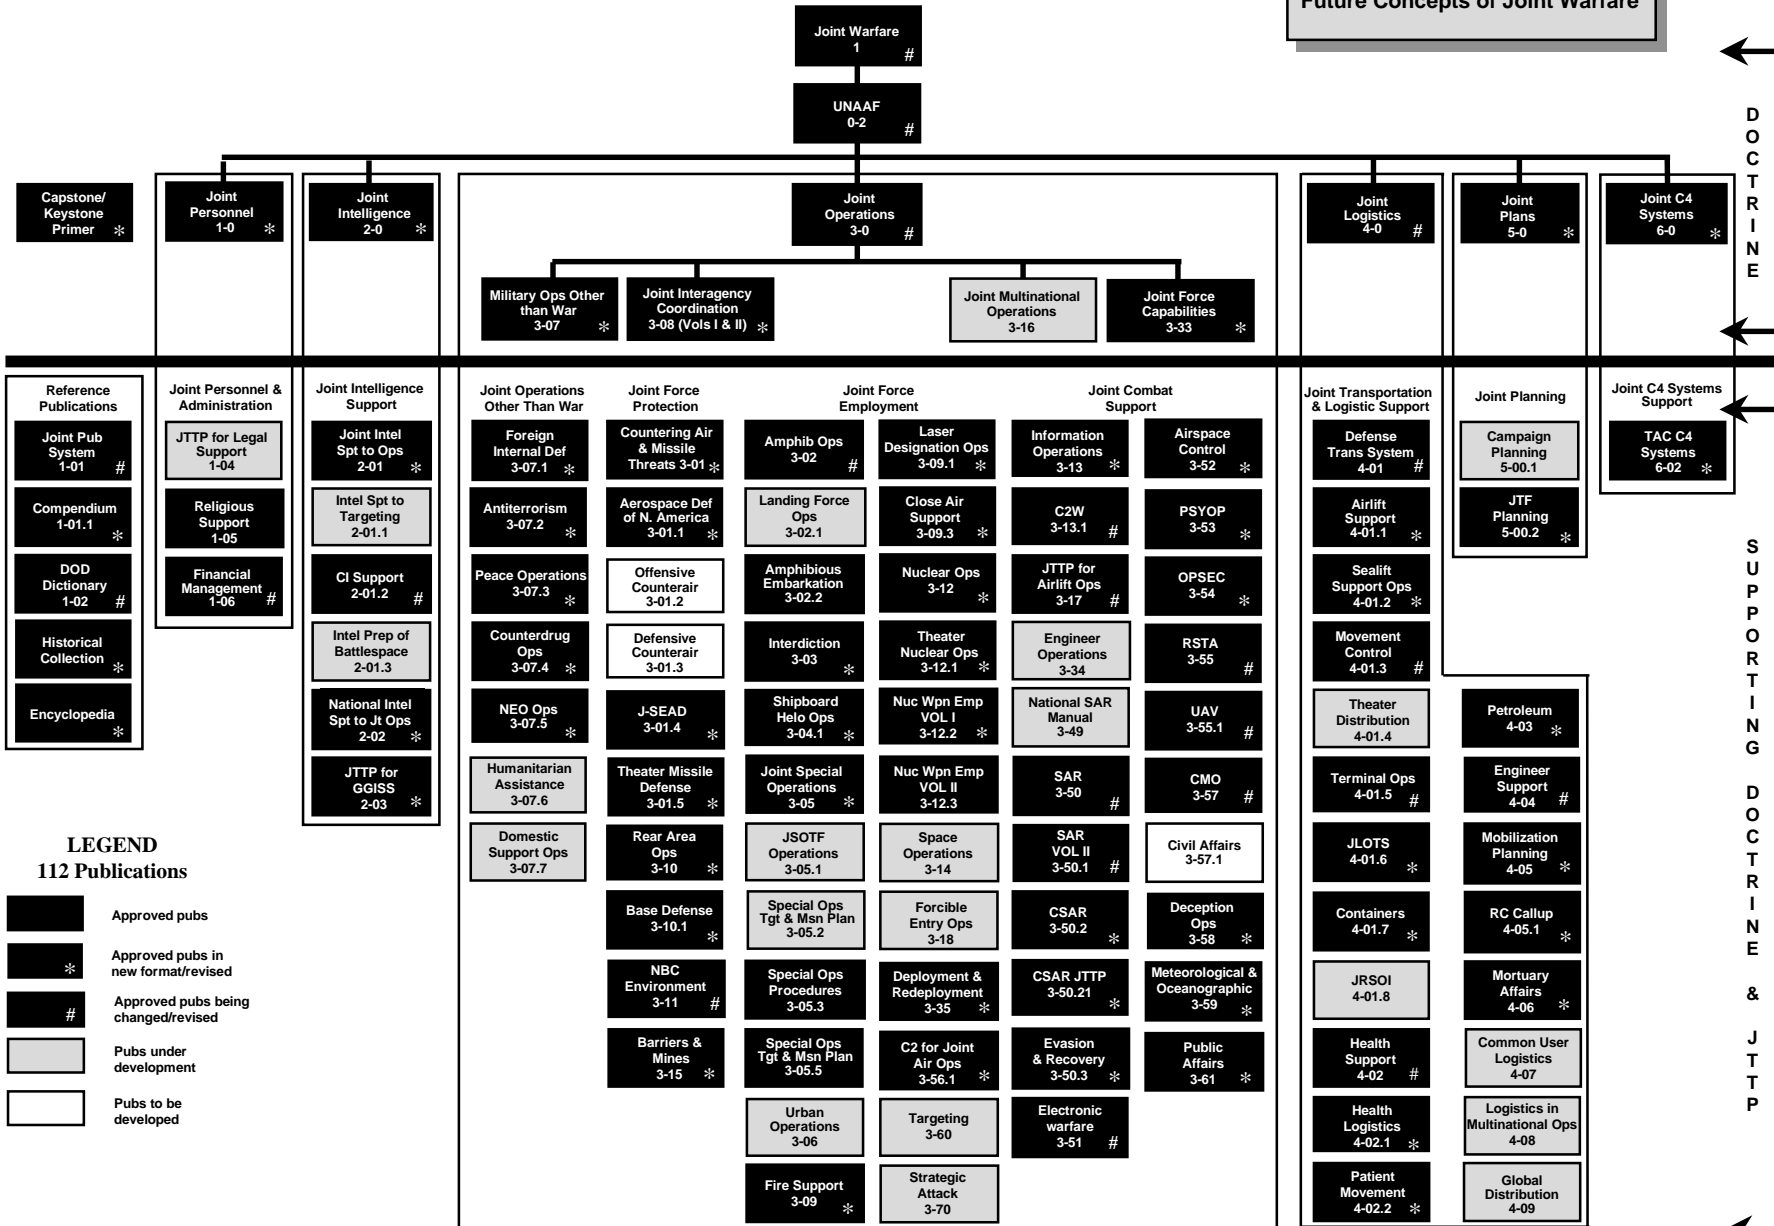 Future Concepts of Joint Warfare
Joint Warfare
1
#
UNAAF
0-2
#
Capstone/
Keystone
Primer *
Joint
Personnel
1-0 *
Joint
Intelligence
2-0 *
Joint
Operations
3-0 #
Joint
Logistics
4-0 #
Joint
Plans
5-0 *
Joint C4
Systems
6-0 *
Military Ops Other
than War
3-07 *
Joint Interagency
Coordination
3-08 (Vols I & II) *
Joint Multinational
Operations
3-16
Joint Force
Capabilities
3-33 *
DOCTRINE
Reference
Publications
Joint Pub
System
1-01 #
Compendium
1-01.1
*
DOD
Dictionary
1-02 #
Historical
Collection *
Encyclopedia
*
Joint Personnel &
Administration
JTTP for Legal
Support
1-04
Religious
Support
1-05
Financial
Management
1-06 #
Joint Intelligence
Support
Joint Intel
Spt to Ops
2-01 *
Intel Spt to
Targeting
2-01.1
CI Support
2-01.2 #
Intel Prep of
Battlespace
2-01.3
National Intel
Spt to Jt Ops
2-02 *
JTTP for
GGISS
2-03 *
Joint Operations
Other Than War
Foreign
Internal Def
3-07.1 *
Antiterrorism
3-07.2 *
Peace Operations
3-07.3 *
Counterdrug
Ops
3-07.4 *
NEO Ops
3-07.5 *
Humanitarian
Assistance
3-07.6
Domestic
Support Ops
3-07.7
Joint Force
Protection
Countering Air
& Missile
Threats 3-01 *
Aerospace Def
of N. America
3-01.1 *
Offensive
Counterair
3-01.2
Defensive
Counterair
3-01.3
J-SEAD
3-01.4 *
Theater Missile
Defense
3-01.5 *
Rear Area
Ops
3-10 *
Base Defense
3-10.1
*
NBC
Environment
3-11 #
Barriers &
Mines
3-15 *
Joint Force
Employment
Amphib Ops
3-02 #
Landing Force
Ops
3-02.1
Amphibious
Embarkation
3-02.2
Interdiction
3-03 *
Shipboard
Helo Ops
3-04.1 *
Joint Special
Operations
3-05 *
JSOTF
Operations
3-05.1
Special Ops
Tgt & Msn Plan
3-05.2
Special Ops
Procedures
3-05.3
Special Ops
Tgt & Msn Plan
3-05.5
Urban
Operations
3-06
Fire Support
3-09 *
Laser
Designation Ops
3-09.1 *
Close Air
Support
3-09.3 *
Nuclear Ops
3-12 *
Theater
Nuclear Ops
3-12.1 *
Nuc Wpn Emp
VOL I
3-12.2 *
Nuc Wpn Emp
VOL II
3-12.3
Space
Operations
3-14
Forcible
Entry Ops
3-18
Deployment &
Redeployment
3-35 *
C2 for Joint
Air Ops
3-56.1 *
Targeting
3-60
Strategic
Attack
3-70
Joint Combat
Support
Information
Operations
3-13 *
C2W
3-13.1 #
JTTP for
Airlift Ops
3-17 #
Engineer
Operations
3-34
National SAR
Manual
3-49
SAR
3-50 #
SAR
VOL II
3-50.1 #
CSAR
3-50.2 *
CSAR JTTP
3-50.21 *
Evasion
& Recovery
3-50.3 *
Electronic
warfare
3-51 #
Airspace
Control
3-52 *
PSYOP
3-53 *
OPSEC
3-54 *
RSTA
3-55 #
UAV
3-55.1 #
CMO
3-57 #
Civil Affairs
3-57.1
Deception
Ops
3-58 *
Meteorological &
Oceanographic
3-59 *
Public
Affairs
3-61 *
Joint Transportation
& Logistic Support
Defense
Trans System
4-01 #
Airlift
Support
4-01.1 *
Sealift
Support Ops
4-01.2 *
Movement
Control
4-01.3 #
Theater
Distribution
4-01.4
Terminal Ops
4-01.5 #
JLOTS
4-01.6 *
Containers
4-01.7 *
JRSOI
4-01.8
Health
Support
4-02 #
Health
Logistics
4-02.1 *
Patient
Movement
4-02.2 *
Petroleum
4-03 *
Engineer
Support
4-04 #
Mobilization
Planning
4-05 *
RC Callup
4-05.1 *
Mortuary
Affairs
4-06 *
Common User
Logistics
4-07
Logistics in
Multinational Ops
4-08
Global
Distribution
4-09
Joint Planning
Campaign
Planning
5-00.1
JTF
Planning
5-00.2 *
Joint C4 Systems
Support
TAC C4
Systems
6-02 *
SUPPORTING DOCTRINE & JTTP
LEGEND
112 Publications
Approved pubs
*
Approved pubs in
new format/revised
#
Approved pubs being
changed/revised
Pubs under
development
Pubs to be
developed